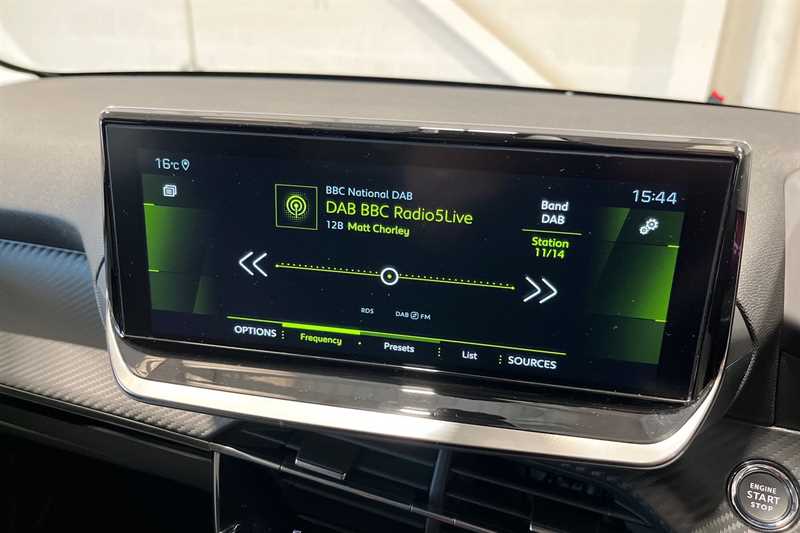 16°C
15:44
BBC National DAB
DAB BBC Radio5Live
12B Matt Chorley
Band
DAB
Station
11/14
RDS
DAB FM
OPTIONS
Frequency
Presets
List
SOURCES
ENGINE
START
STOP